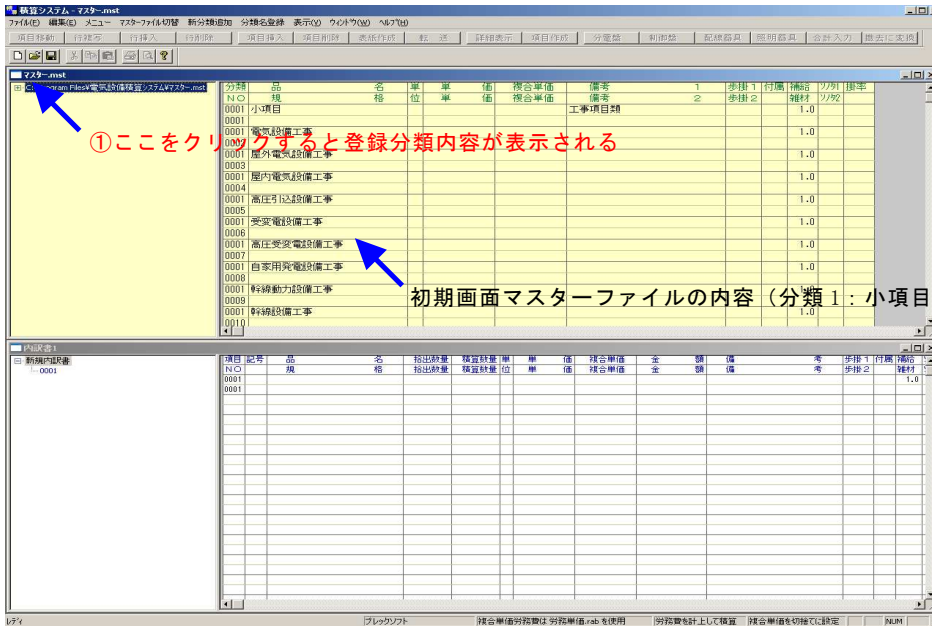 積算システム - マスター.mst
ファイル(F) 編集(E) メニュー マスターファイル切替 新分類追加 分類名登録 表示(V) ウィンドウ(W) ヘルプ(H)
項目移動 行複写 行挿入 行削除 項目挿入 項目削除 表紙作成 転 送 詳細表示 項目作成 分電盤 制御盤 配線器具 照明器具 合計入力 撤去に変換
マスター.mst
C:\Program Files\電気設備積算システム\マスター.mst
分類 品 名 単 単 価 複合単価 備考 1 歩掛1 付属 補給 ソノタ1 掛率
NO 規 格 位 単 価 複合単価 備考 2 歩掛2 雑材 ソノタ2
0001 小項目 工事項目類 1.0
0001
0001 電気設備工事 1.0
0002
①ここをクリックすると登録分類内容が表示される
0001 屋外電気設備工事 1.0
0003
0001 屋内電気設備工事 1.0
0004
0001 高圧引込設備工事 1.0
0005
0001 受変電設備工事 1.0
0006
0001 高圧受変電設備工事 1.0
0007
0001 自家用発電設備工事 1.0
0008
0001 幹線動力設備工事 1.0
初期画面マスターファイルの内容（分類1：小項目
0009
0001 幹線設備工事 1.0
0010
内訳書1
新規内訳書
0001
項目 記号 品 名 拾出数量 積算数量 単 単 価 複合単価 金 額 備 考 歩掛1 付属 補給
NO 規 格 拾出数量 積算数量 位 単 価 複合単価 金 額 備 考 歩掛2 雑材
0001 1.0
0001
レディ プレックソフト 複合単価労務費は 労務単価.rab を使用 労務費を計上して積算 複合単価を切捨てに設定 NUM